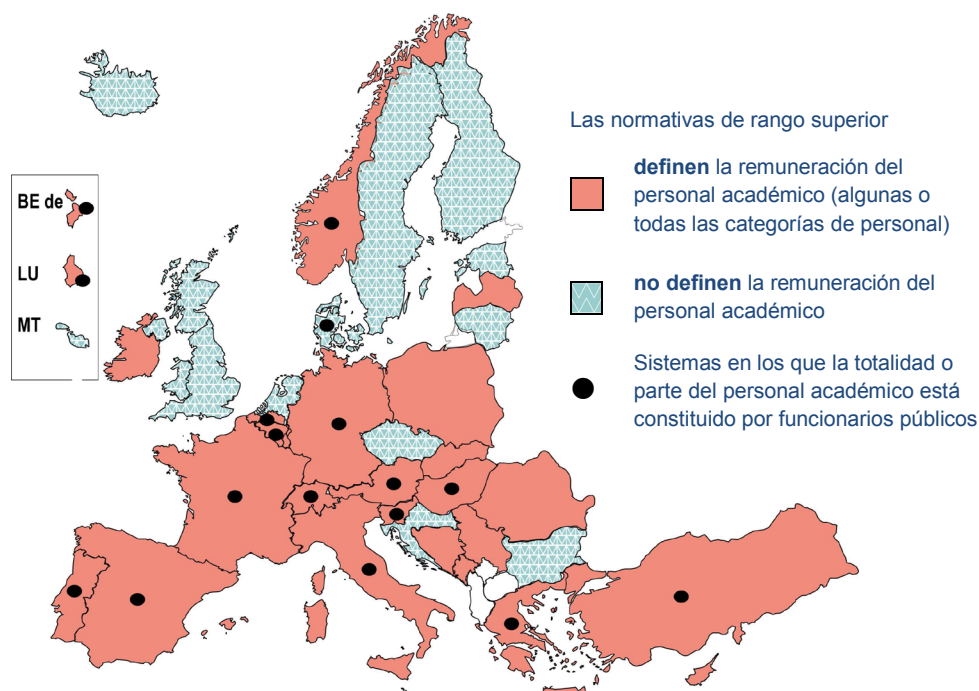 BE de
LU
MT
Las normativas de rango superior
definen la remuneración del
personal académico (algunas o
todas las categorías de personal)
no definen la remuneración del
personal académico
Sistemas en los que la totalidad o
parte del personal académico está
constituido por funcionarios públicos